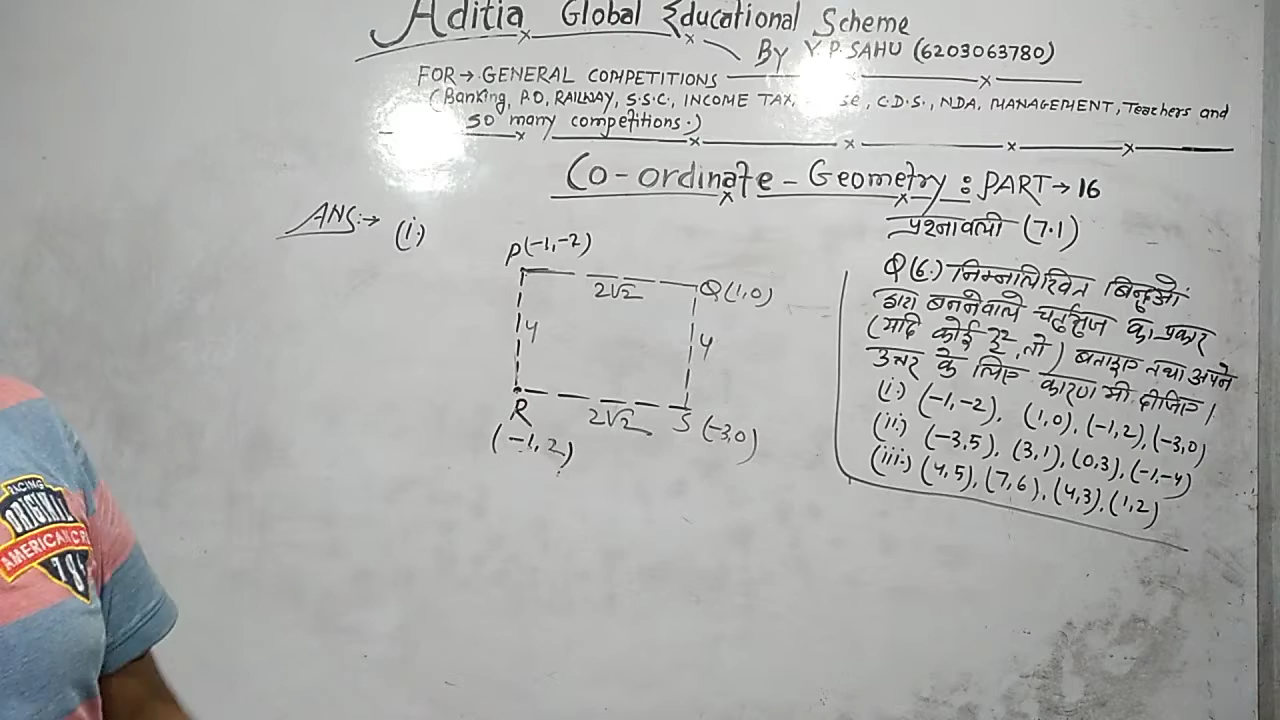 Aditia Global Educational Scheme
By Y. P. SAHU (6203063780)
FOR → GENERAL COMPETITIONS
(Banking, P.O, RAILWAY, S.S.C., INCOME TAX, C.D.S., NDA, MANAGEMENT, Teachers and
so many competitions.)
Co-ordinate - Geometry : PART → 16
ANS:→ (i.)
P(-1,-2)
2√2
Q(1,0)
4
4
R
(-1,2)
2√2
S (-3,0)
प्रश्नावली (7.1)
Q(6.) निम्नलिखित बिन्दुओं
द्वारा बननेवाले चर्तुभुज का प्रकार
(यदि कोई है, तो) बताइए तथा अपने
उत्तर के लिए कारण भी दीजिए।
(i.) (-1,-2), (1,0), (-1,2), (-3,0)
(ii.) (-3,5), (3,1), (0,3), (-1,-4)
(iii.) (4,5), (7,6), (4,3), (1,2)
RACING
ORIGINAL
AMERICAN